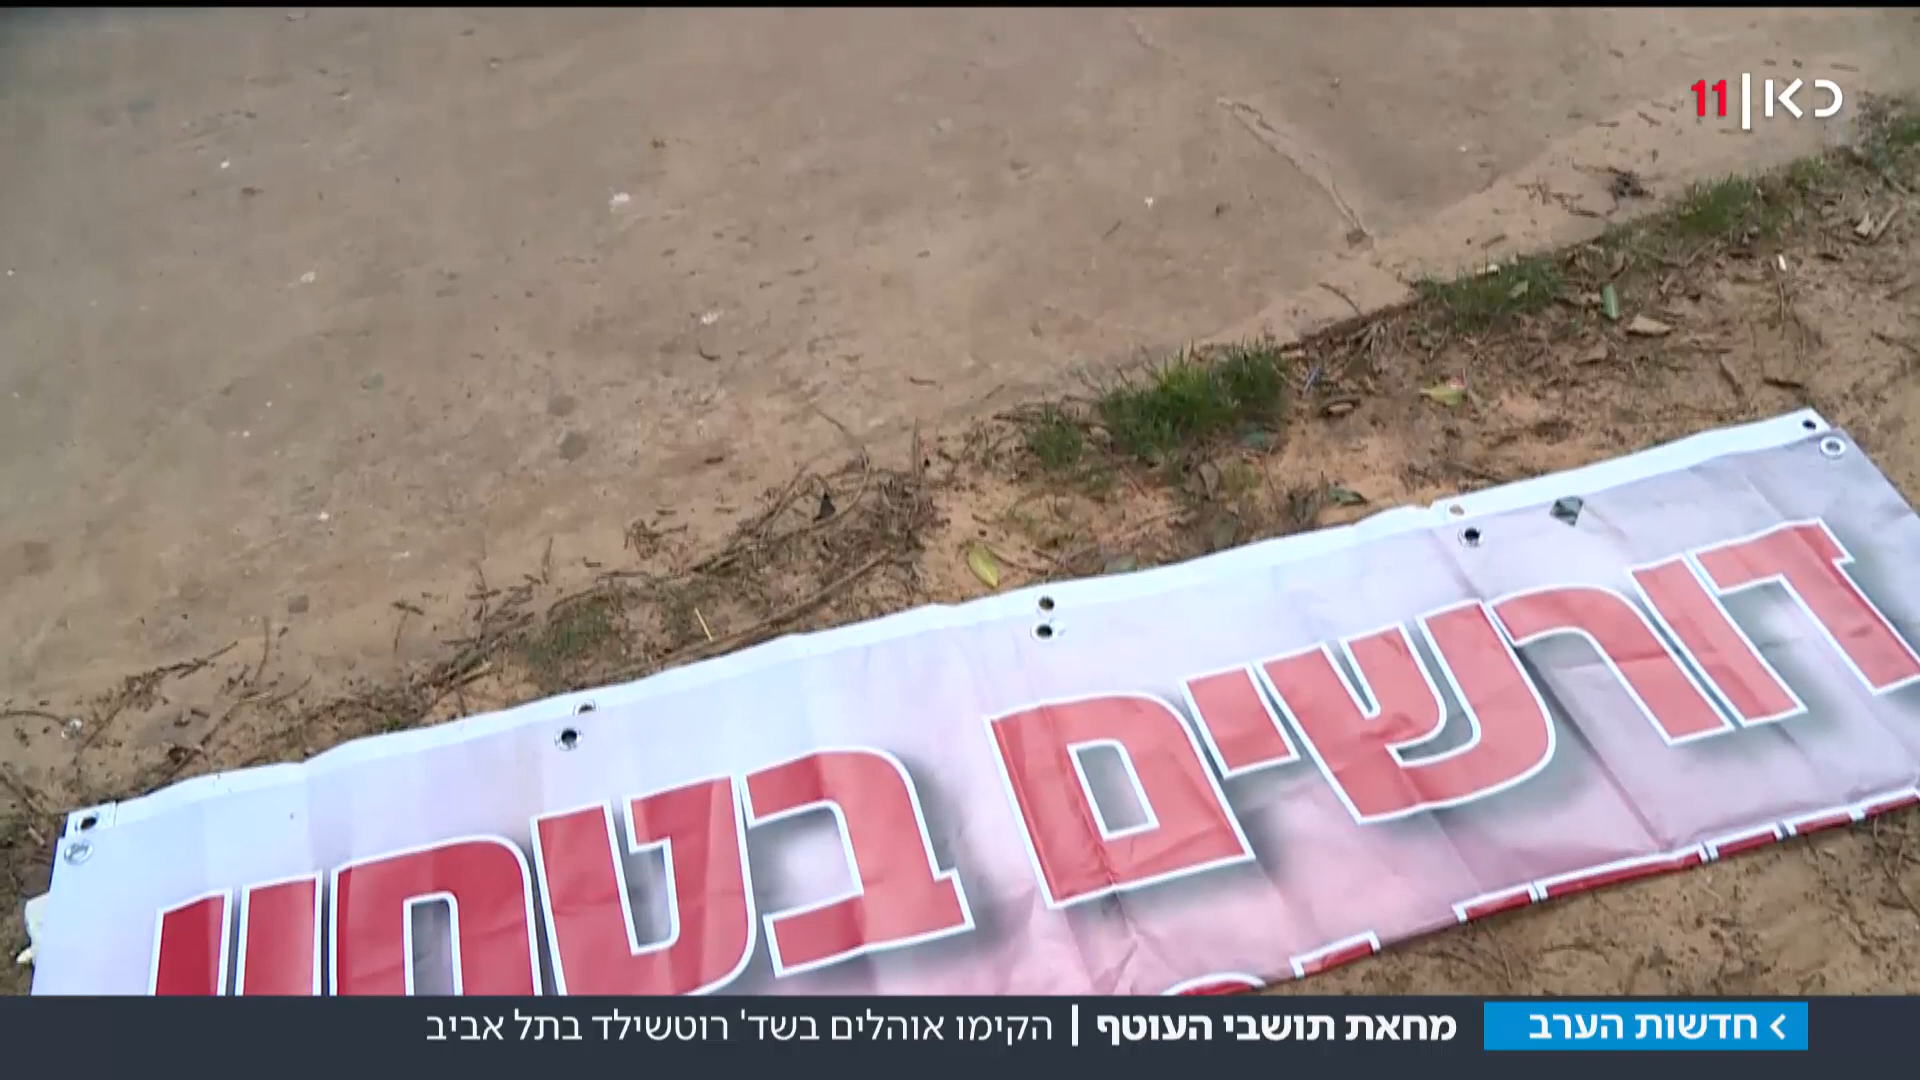 כאן 11
דורשים בטחון
חדשות הערב
מחאת תושבי העוטף | הקימו אוהלים בשד' רוטשילד בתל אביב